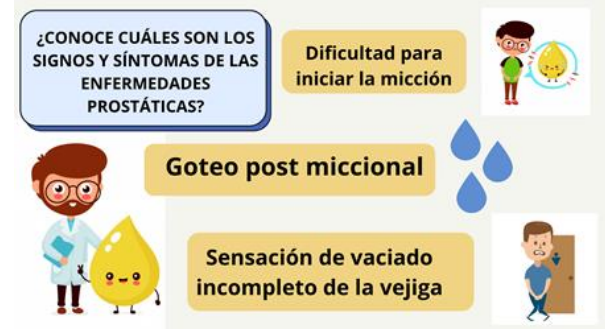 ¿CONOCE CUÁLES SON LOS
SIGNOS Y SÍNTOMAS DE LAS
ENFERMEDADES
PROSTÁTICAS?
Dificultad para
iniciar la micción
Goteo post miccional
Sensación de vaciado
incompleto de la vejiga